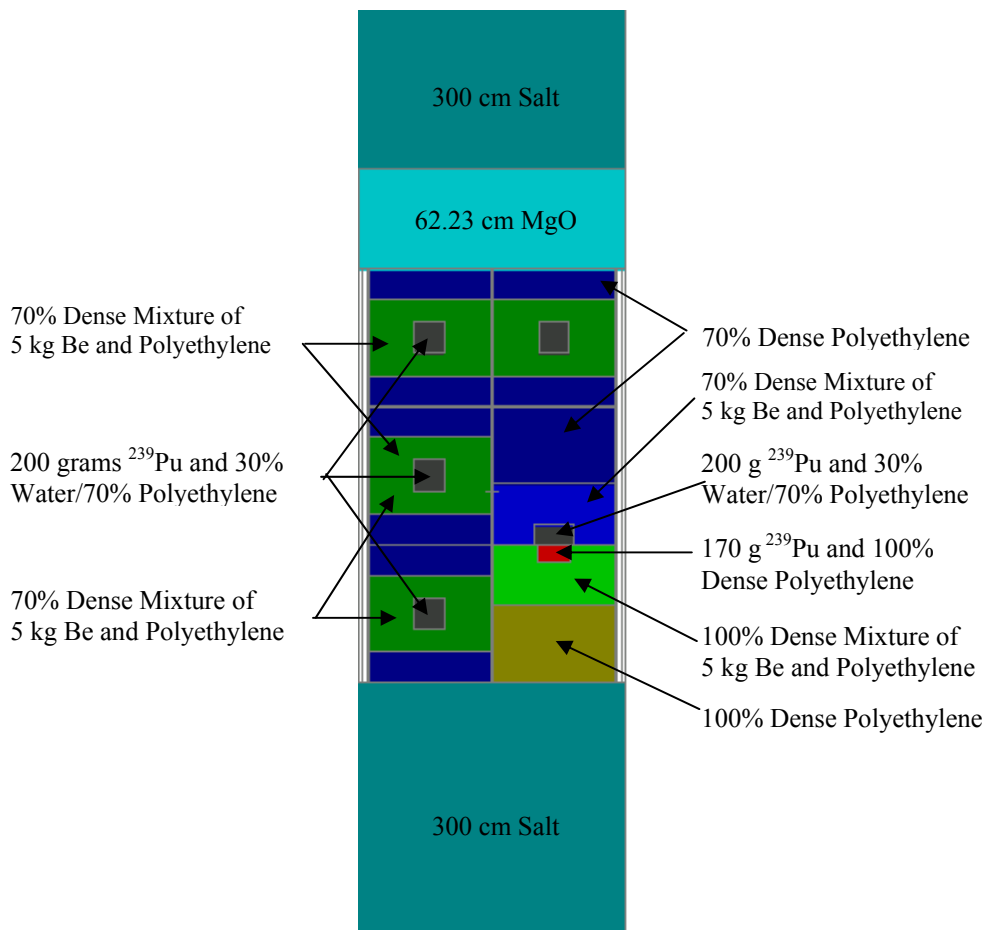 300 cm Salt
62.23 cm MgO
70% Dense Mixture of
5 kg Be and Polyethylene
200 grams ²³⁹Pu and 30%
Water/70% Polyethylene
70% Dense Mixture of
5 kg Be and Polyethylene
70% Dense Polyethylene
70% Dense Mixture of
5 kg Be and Polyethylene
200 g ²³⁹Pu and 30%
Water/70% Polyethylene
170 g ²³⁹Pu and 100%
Dense Polyethylene
100% Dense Mixture of
5 kg Be and Polyethylene
100% Dense Polyethylene
300 cm Salt